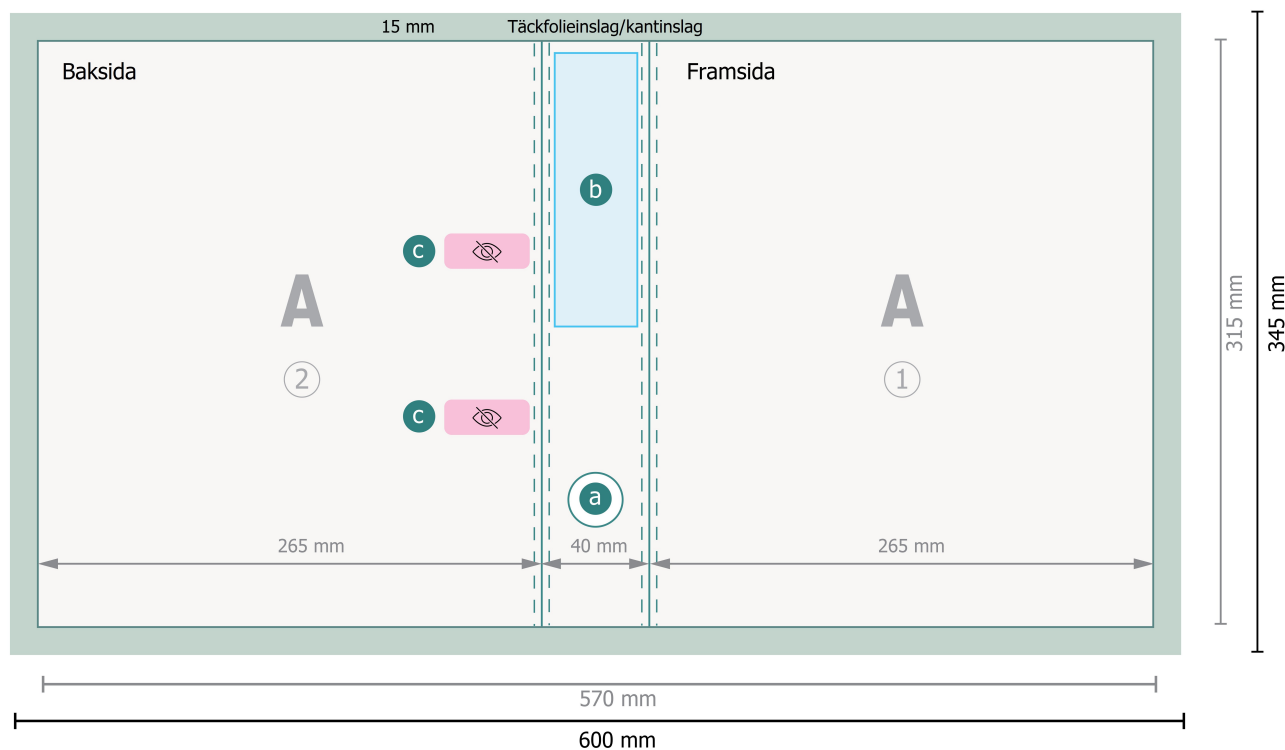 15 mm
Täckfolieinslag/kantinslag
Baksida
Framsida
b
c
A
A
315 mm
345 mm
2
1
c
a
265 mm
40 mm
265 mm
570 mm
600 mm